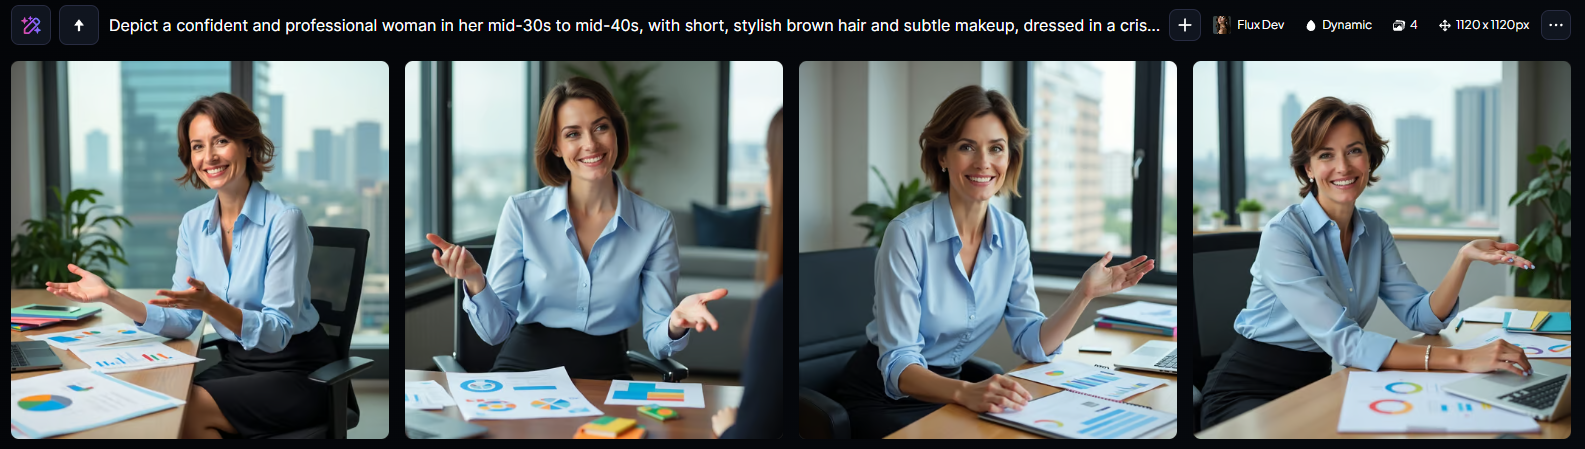 Depict a confident and professional woman in her mid-30s to mid-40s, with short, stylish brown hair and subtle makeup, dressed in a cris... Flux Dev Dynamic 4 1120x1120px